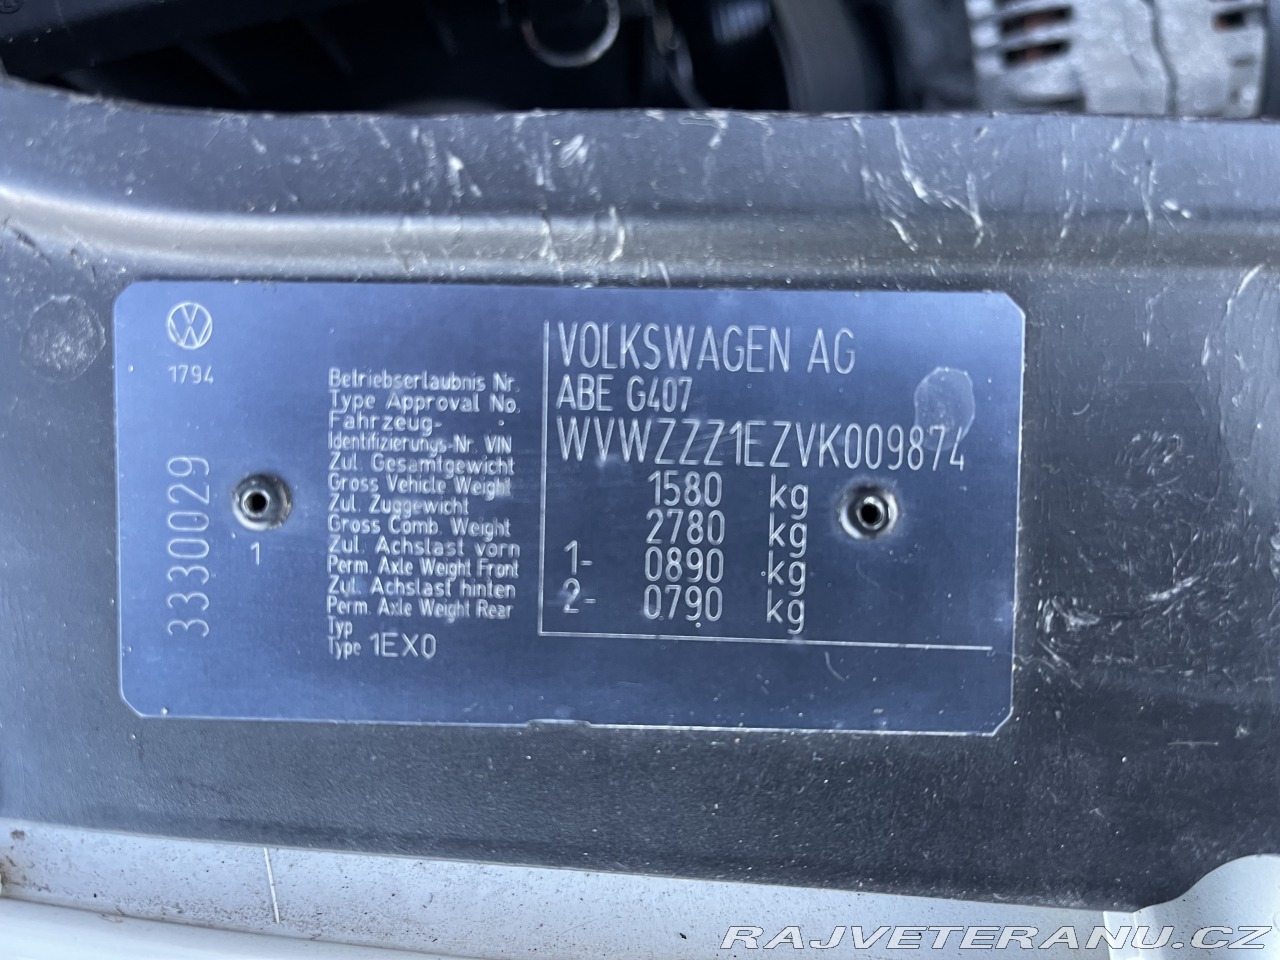 1794
3330029
1
Betriebserlaubnis Nr.
Type Approval No.
Fahrzeug-
Identifizierungs-Nr. VIN
Zul. Gesamtgewicht
Gross Vehicle Weight
Zul. Zuggewicht
Gross Comb. Weight
Zul. Achslast vorn
Perm. Axle Weight Front
Zul. Achslast hinten
Perm. Axle Weight Rear
Typ
Type 1EX0
VOLKSWAGEN AG
ABE G407
WVWZZZ1EZVK009874
1580 kg
2780 kg
1- 0890 kg
2- 0790 kg
RAJVETERANU.CZ